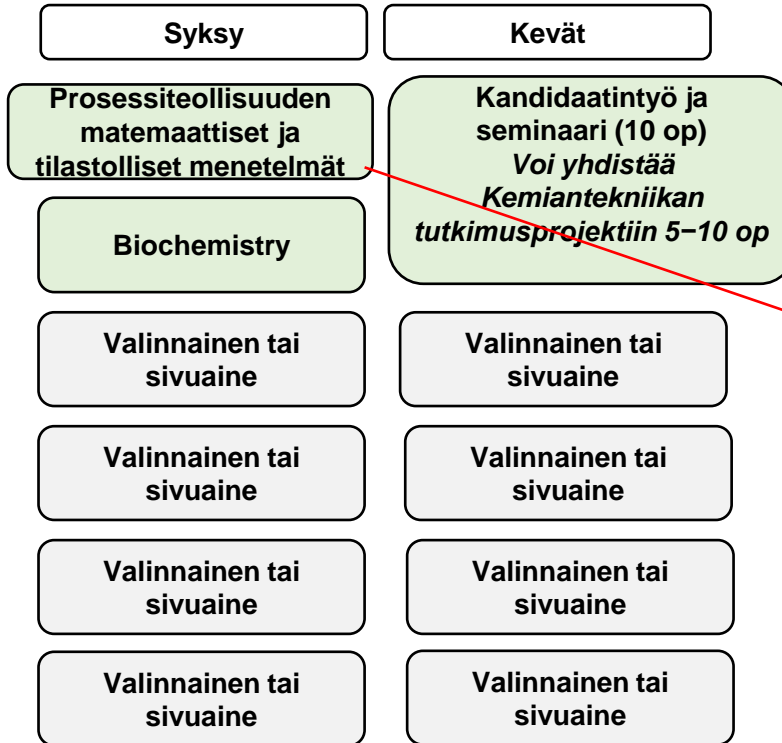 Syksy
Kevät
Prosessiteollisuuden
matemaattiset ja
tilastolliset menetelmät
Kandidaatintyö ja
seminaari (10 op)
Voi yhdistää
Kemiantekniikan
tutkimusprojektiin 5−10 op
Biochemistry
Valinnainen tai
sivuaine
Valinnainen tai
sivuaine
Valinnainen tai
sivuaine
Valinnainen tai
sivuaine
Valinnainen tai
sivuaine
Valinnainen tai
sivuaine
Valinnainen tai
sivuaine
Valinnainen tai
sivuaine